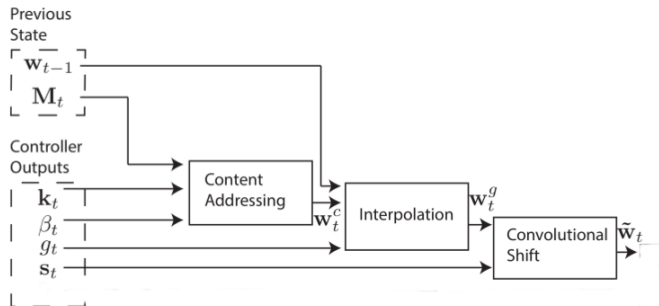 Previous
State
w_{t−1}
M_t
Controller
Outputs
k_t
β_t
g_t
s_t
Content
Addressing
w_t^c
Interpolation
w_t^g
Convolutional
Shift
w̃_t